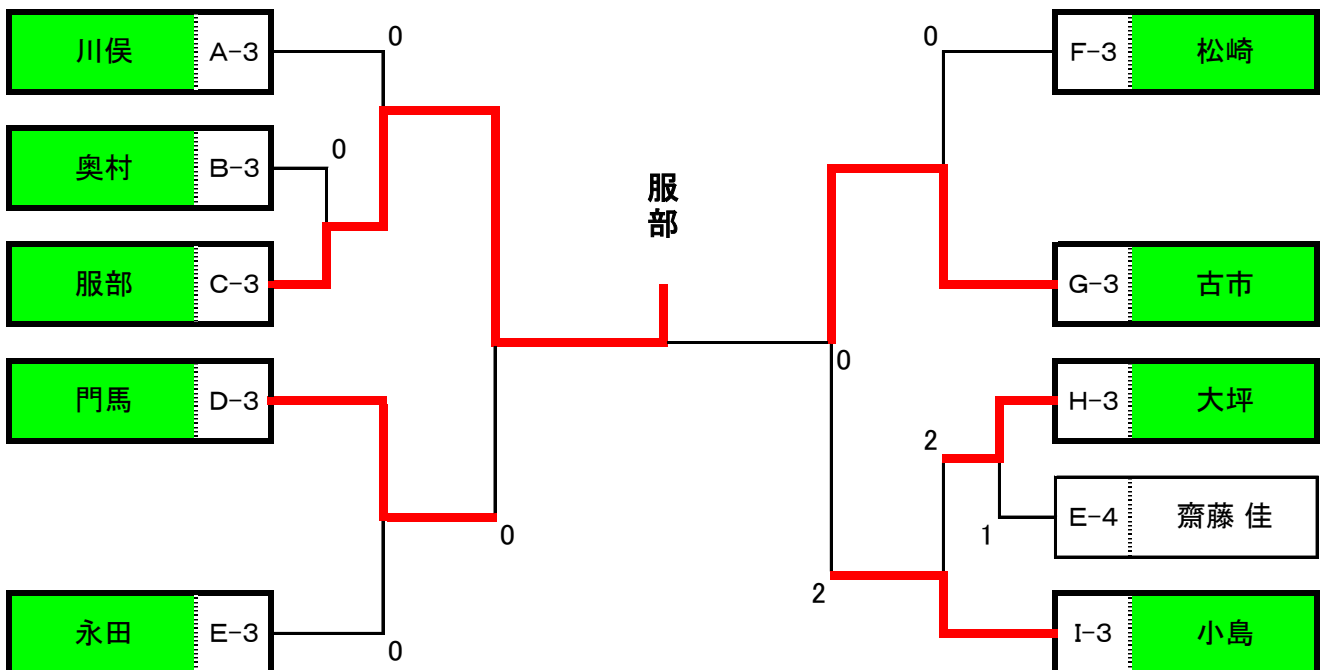 川俣 A-3
0
奥村 B-3
0
服部 C-3
門馬 D-3
0
永田 E-3
0
服部
0
F-3 松崎
G-3 古市
0
H-3 大坪
2
E-4 齋藤 佳
1
2
I-3 小島